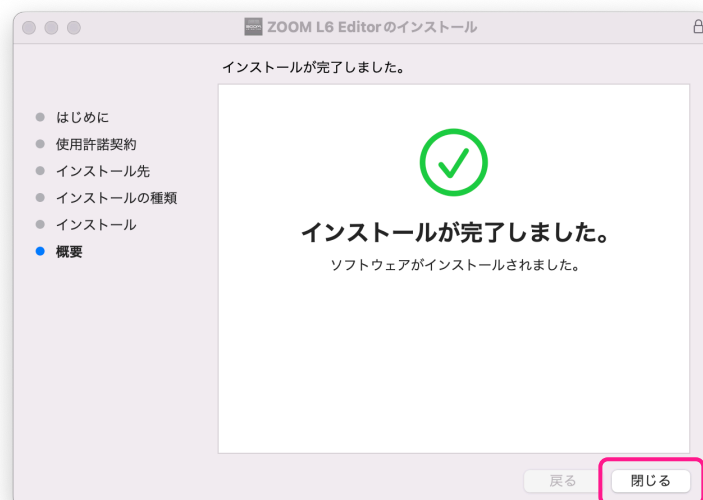 ZOOM L6 Editorのインストール
インストールが完了しました。
はじめに
使用許諾契約
インストール先
インストールの種類
インストール
概要
インストールが完了しました。
ソフトウェアがインストールされました。
戻る
閉じる